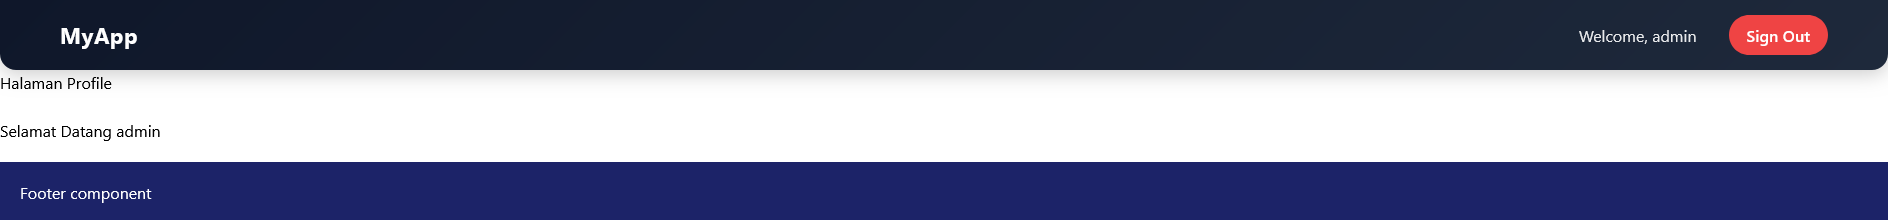 MyApp
Welcome, admin
Sign Out
Halaman Profile
Selamat Datang admin
Footer component